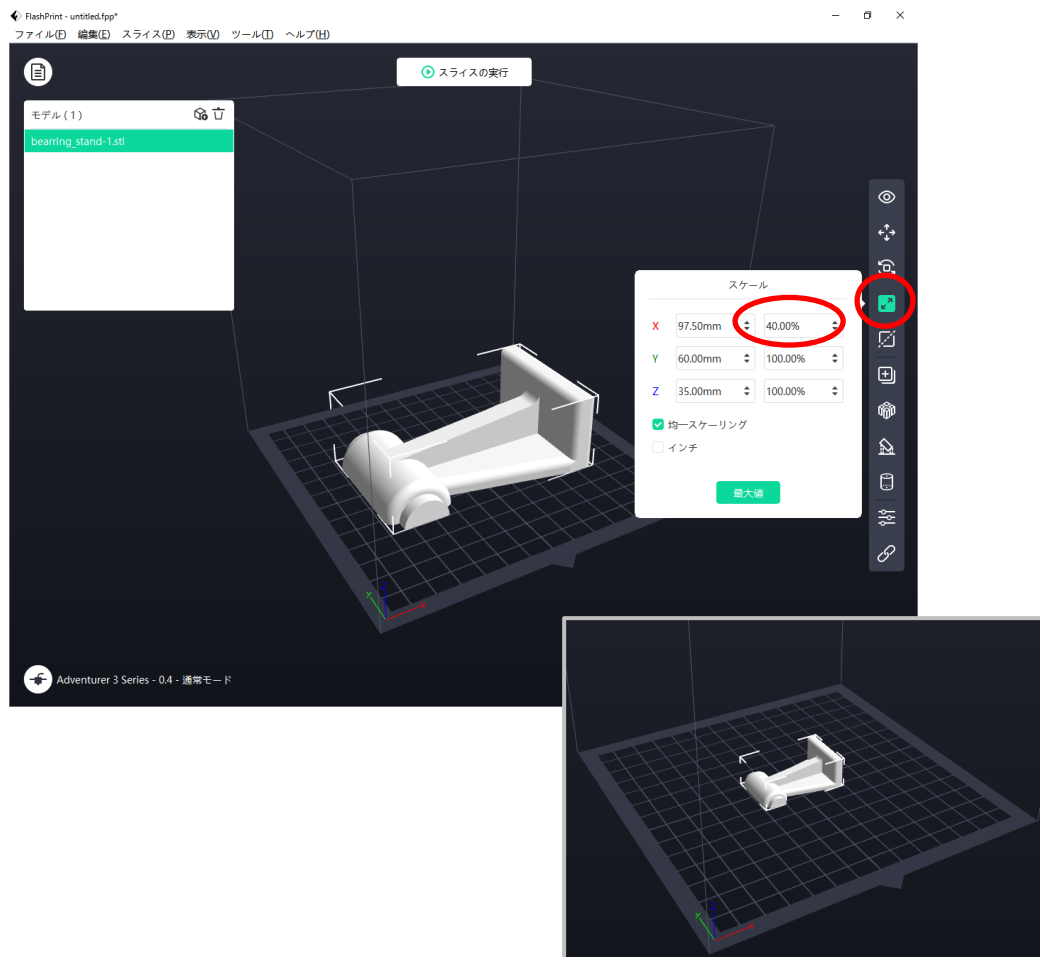 FlashPrint - untitled.fpp*
ファイル(F) 編集(E) スライス(P) 表示(V) ツール(T) ヘルプ(H)
スライスの実行
モデル ( 1 )
bearring_stand-1.stl
スケール
X 97.50mm 40.00%
Y 60.00mm 100.00%
Z 35.00mm 100.00%
均一スケーリング
インチ
最大値
Y Z X
Adventurer 3 Series - 0.4 - 通常モード
Y X